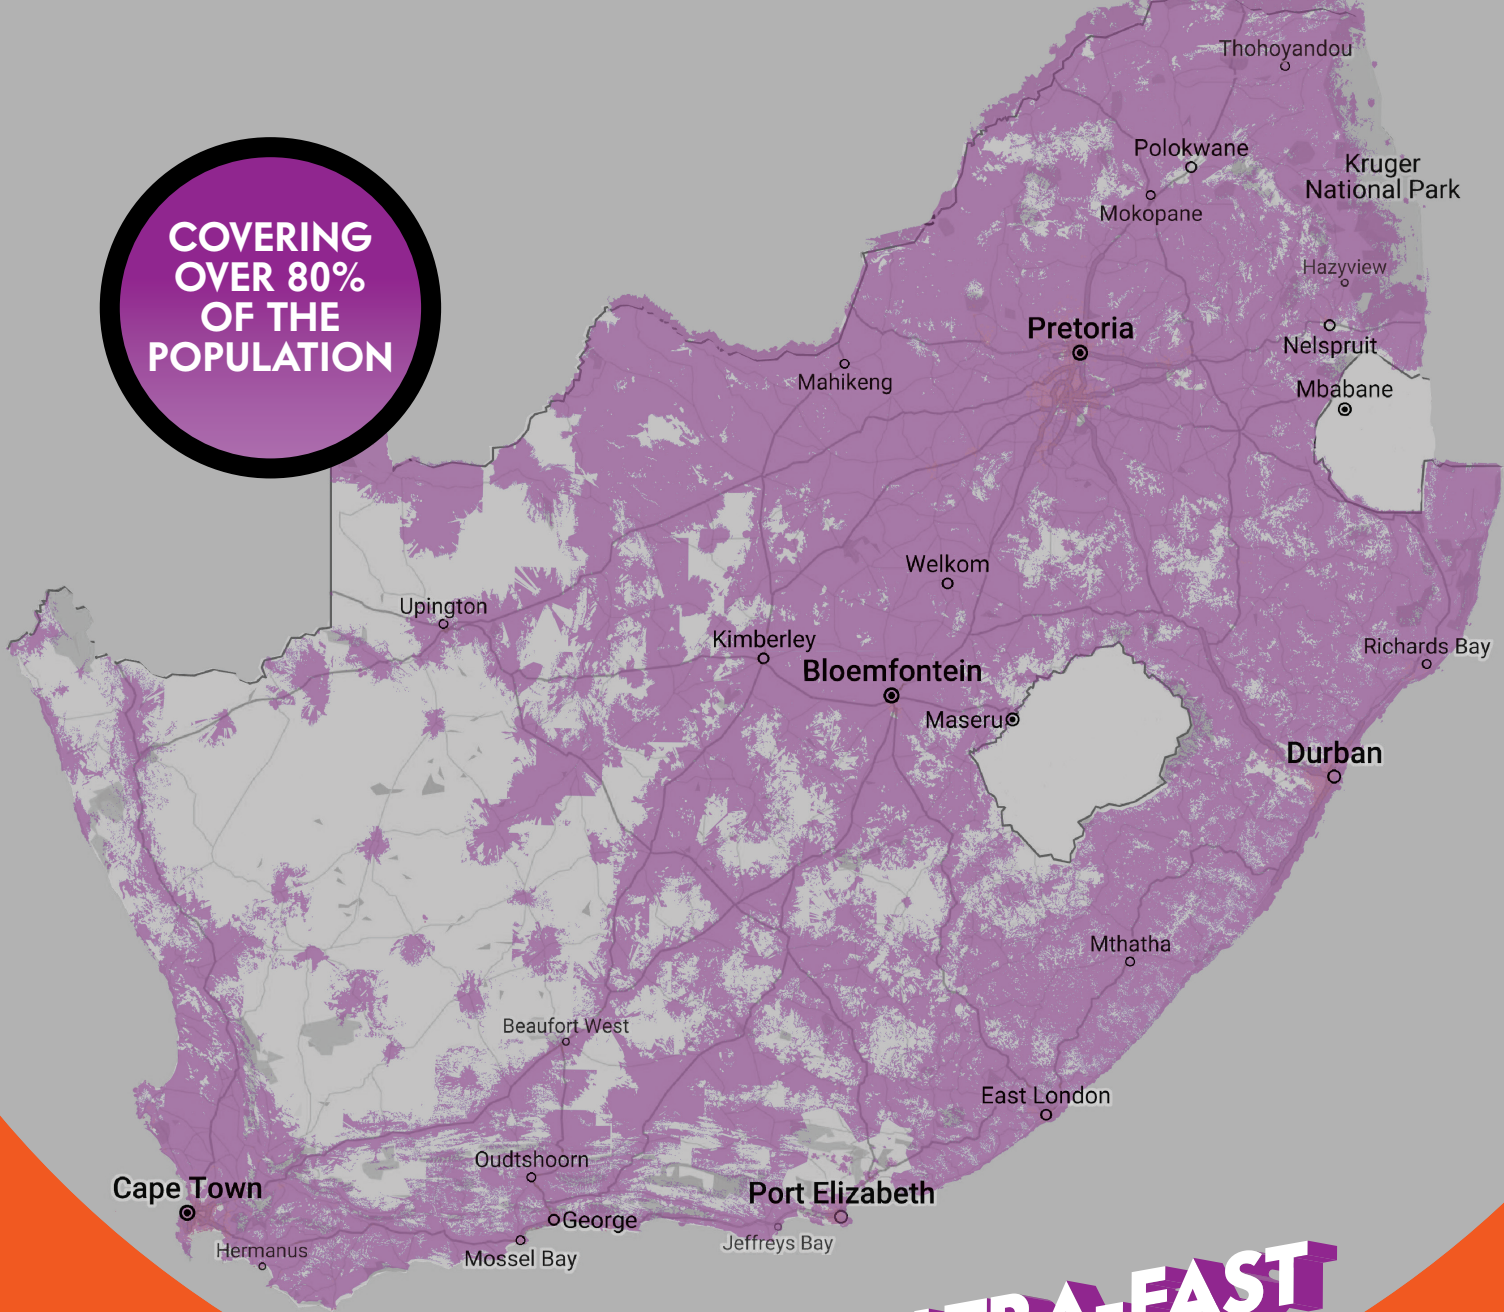 Thohoyandou
Polokwane
Kruger
National Park
Mokopane
COVERING
OVER 80%
OF THE
POPULATION
Hazyview
Pretoria
Nelspruit
Mahikeng
Mbabane
Welkom
Upington
Kimberley
Richards Bay
Bloemfontein
Maseru
Durban
Mthatha
Beaufort West
East London
Oudtshoorn
Cape Town
Port Elizabeth
George
Jeffreys Bay
Hermanus
Mossel Bay
TRA-FAST